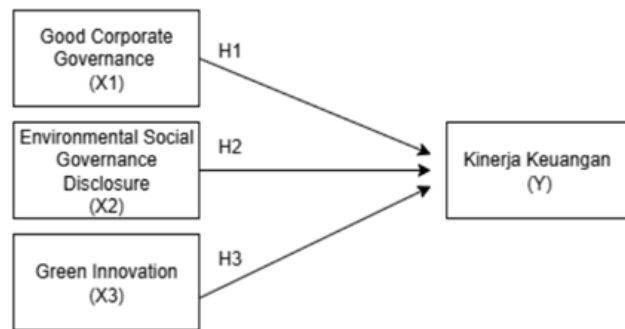 Good Corporate
Governance
(X1)
H1
Environmental Social
Governance
Disclosure
(X2)
H2
Kinerja Keuangan
(Y)
Green Innovation
(X3)
H3